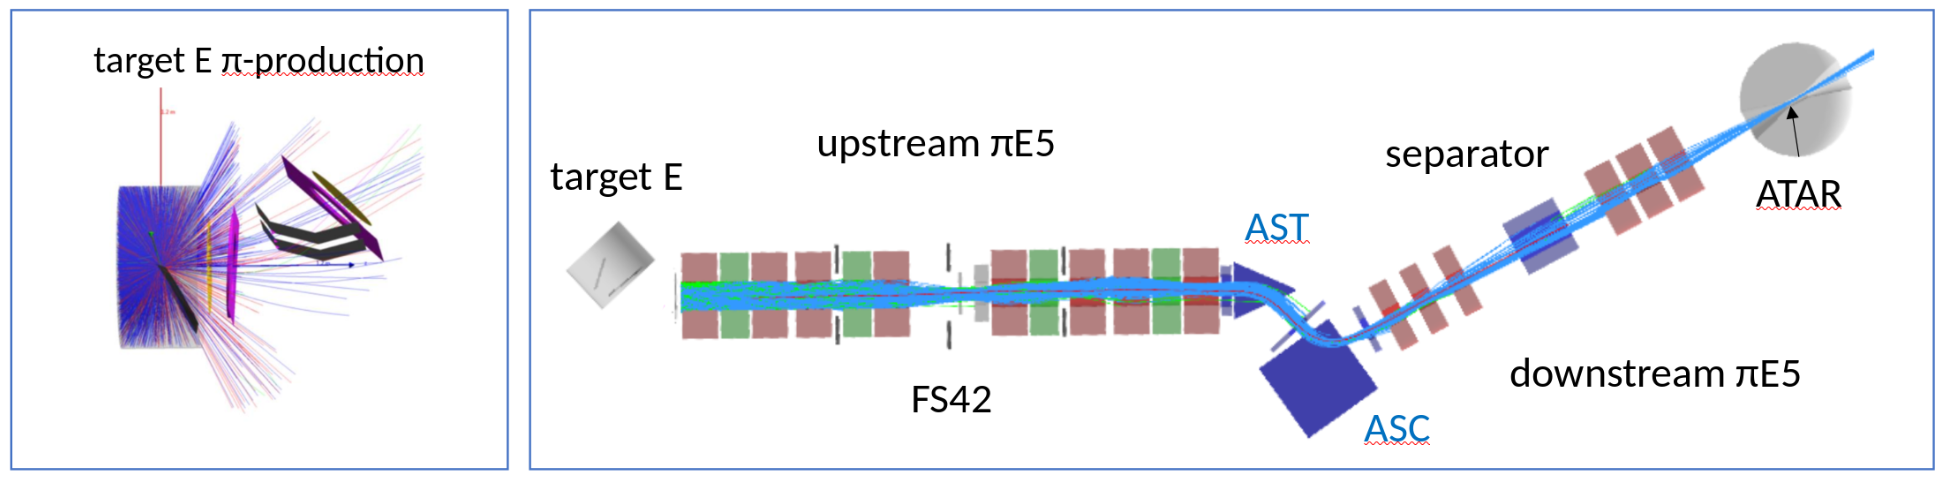 target E π-production
target E
upstream πE5
FS42
AST
ASC
separator
downstream πE5
ATAR